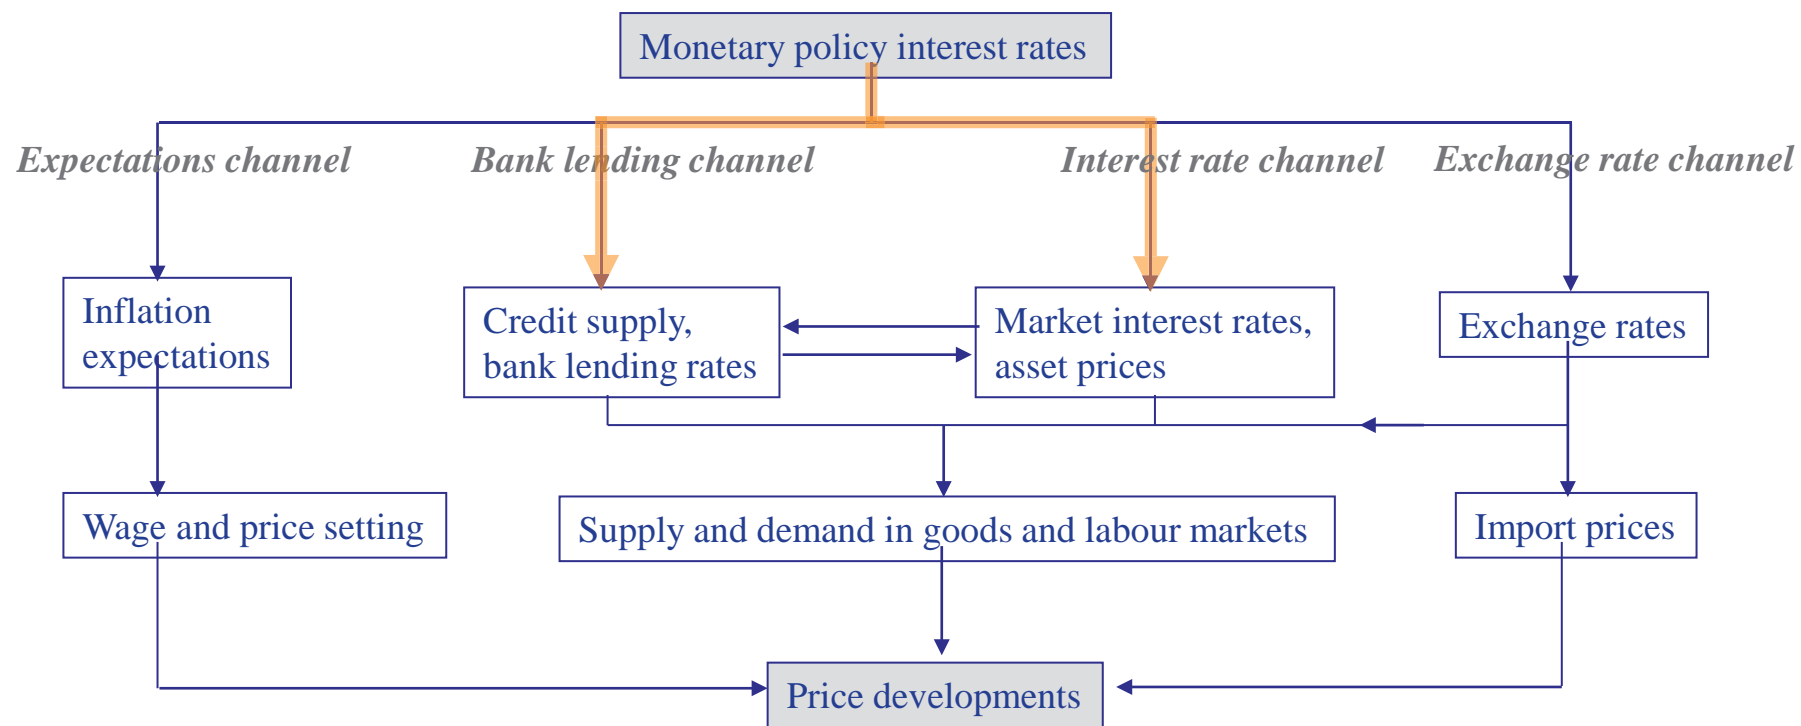 Monetary policy interest rates
Expectations channel
Bank lending channel
Interest rate channel
Exchange rate channel
Inflation
expectations
Credit supply,
bank lending rates
Market interest rates,
asset prices
Exchange rates
Wage and price setting
Supply and demand in goods and labour markets
Import prices
Price developments